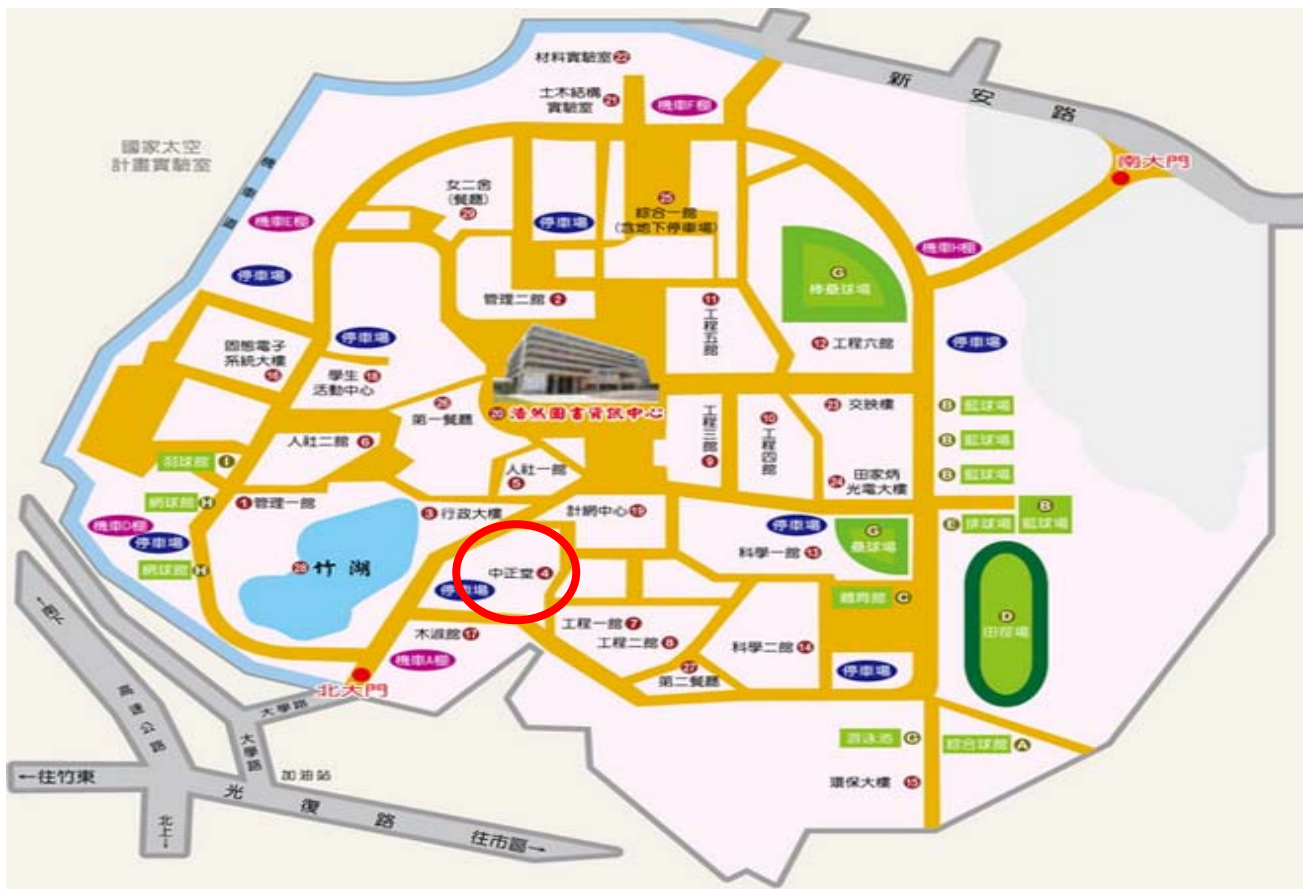 材料實驗室 22
土木結構
實驗室 21
機車F棚
新安路
國家太空
計畫實驗室
機車道
南大門
女二舍
(餐廳)
29
停車場
25
綜合一館
(含地下停車場)
機車E棚
機車H棚
停車場
G
棒壘球場
管理二館 2
11
工程五館
停車場
12 工程六館
停車場
固態電子
系統大樓
16
學生 18
活動中心
26
第一餐廳
20 浩然圖書資訊中心
工程三館
9
10
工程四館
23 交映樓
B 籃球場
B 籃球場
人社二館 6
羽球館 I
人社一館
5
24 田家炳
光電大樓
B 籃球場
網球館 H
1 管理一館
3 行政大樓
計網中心 19
機車D棚
停車場
停車場
G
壘球場
E 排球場
B
籃球場
科學一館 13
網球館 H
28 竹湖
中正堂 4
停車場
體育館 C
D
田徑場
木淑館 17
工程一館 7
工程二館 8
科學二館 14
機車A棚
27
第二餐廳
停車場
北大門
大學路
高速公路
大學路
游泳池 G
綜合球館 A
←往竹東
加油站
環保大樓 15
光復路
往市區→
北上→